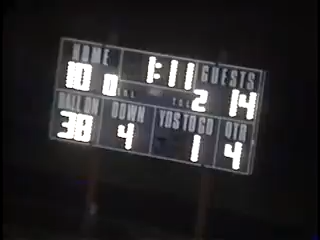 HOME 1:11 GUESTS
10 0 T.O.L. 2 14
BALL ON DOWN YDS TO GO QTR
38 4 1 4